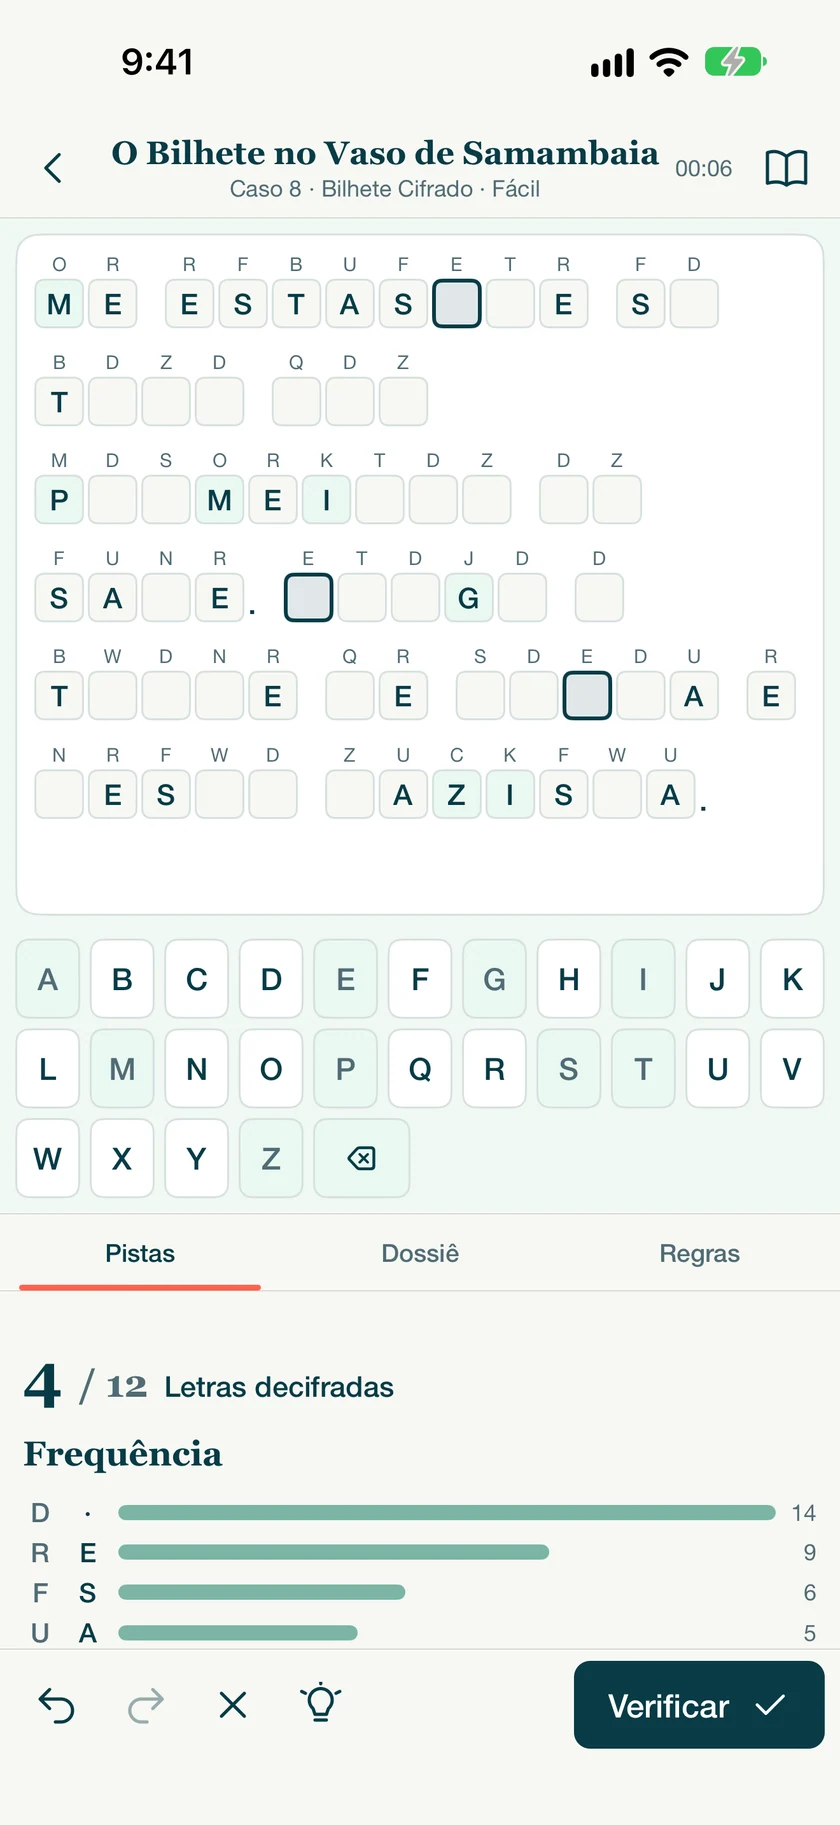 9:41
O Bilhete no Vaso de Samambaia
Caso 8 · Bilhete Cifrado · Fácil
00:06
O R R F B U F E T R F D
M E E S T A S E S
B D Z D Q D Z
T
M D S O R K T D Z D Z
P M E I
F U N R E T D J D D
S A E . G
B W D N R Q R S D E D U R
T E E A E
N R F W D Z U C K F W U
E S A Z I S A .
A B C D E F G H I J K
L M N O P Q R S T U V
W X Y Z
Pistas Dossiê Regras
4 / 12 Letras decifradas
Frequência
D · 14
R E 9
F S 6
U A 5
Verificar